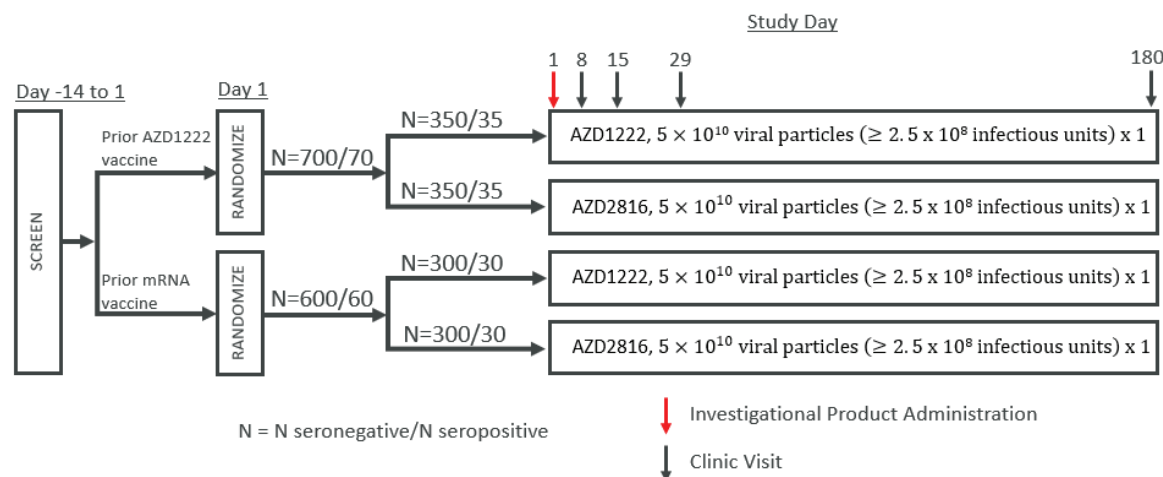 Study Day
1
8
15
29
180
Day -14 to 1
Day 1
SCREEN
Prior AZD1222
vaccine
RANDOMIZE
N=700/70
N=350/35
AZD1222, 5 × 10¹⁰ viral particles (≥ 2.5 x 10⁸ infectious units) x 1
N=350/35
AZD2816, 5 × 10¹⁰ viral particles (≥ 2.5 x 10⁸ infectious units) x 1
Prior mRNA
vaccine
RANDOMIZE
N=600/60
N=300/30
AZD1222, 5 × 10¹⁰ viral particles (≥ 2.5 x 10⁸ infectious units) x 1
N=300/30
AZD2816, 5 × 10¹⁰ viral particles (≥ 2.5 x 10⁸ infectious units) x 1
N = N seronegative/N seropositive
Investigational Product Administration
Clinic Visit